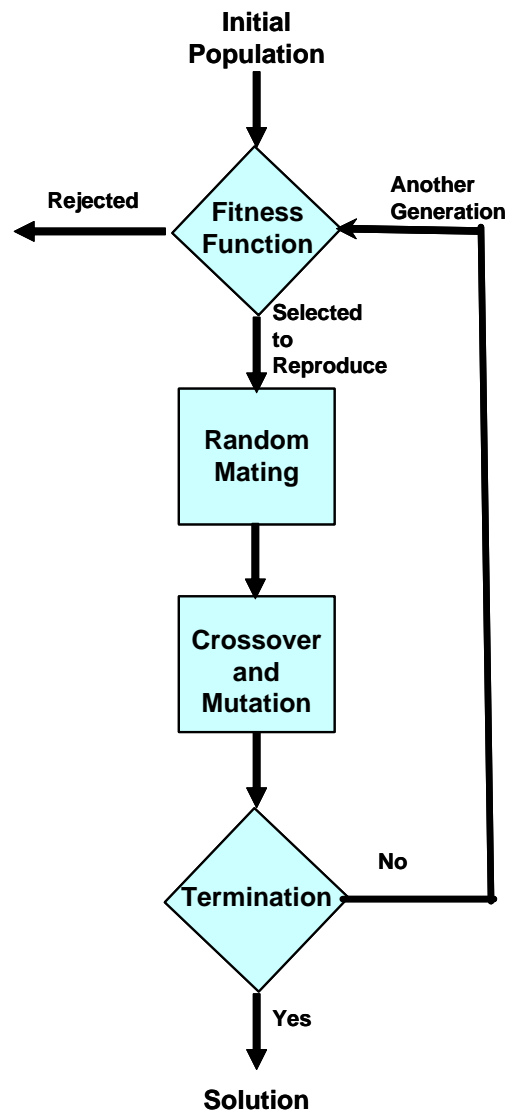 Initial
Population
Rejected
Fitness
Function
Another
Generation
Selected
to
Reproduce
Random
Mating
Crossover
and
Mutation
Termination
No
Yes
Solution